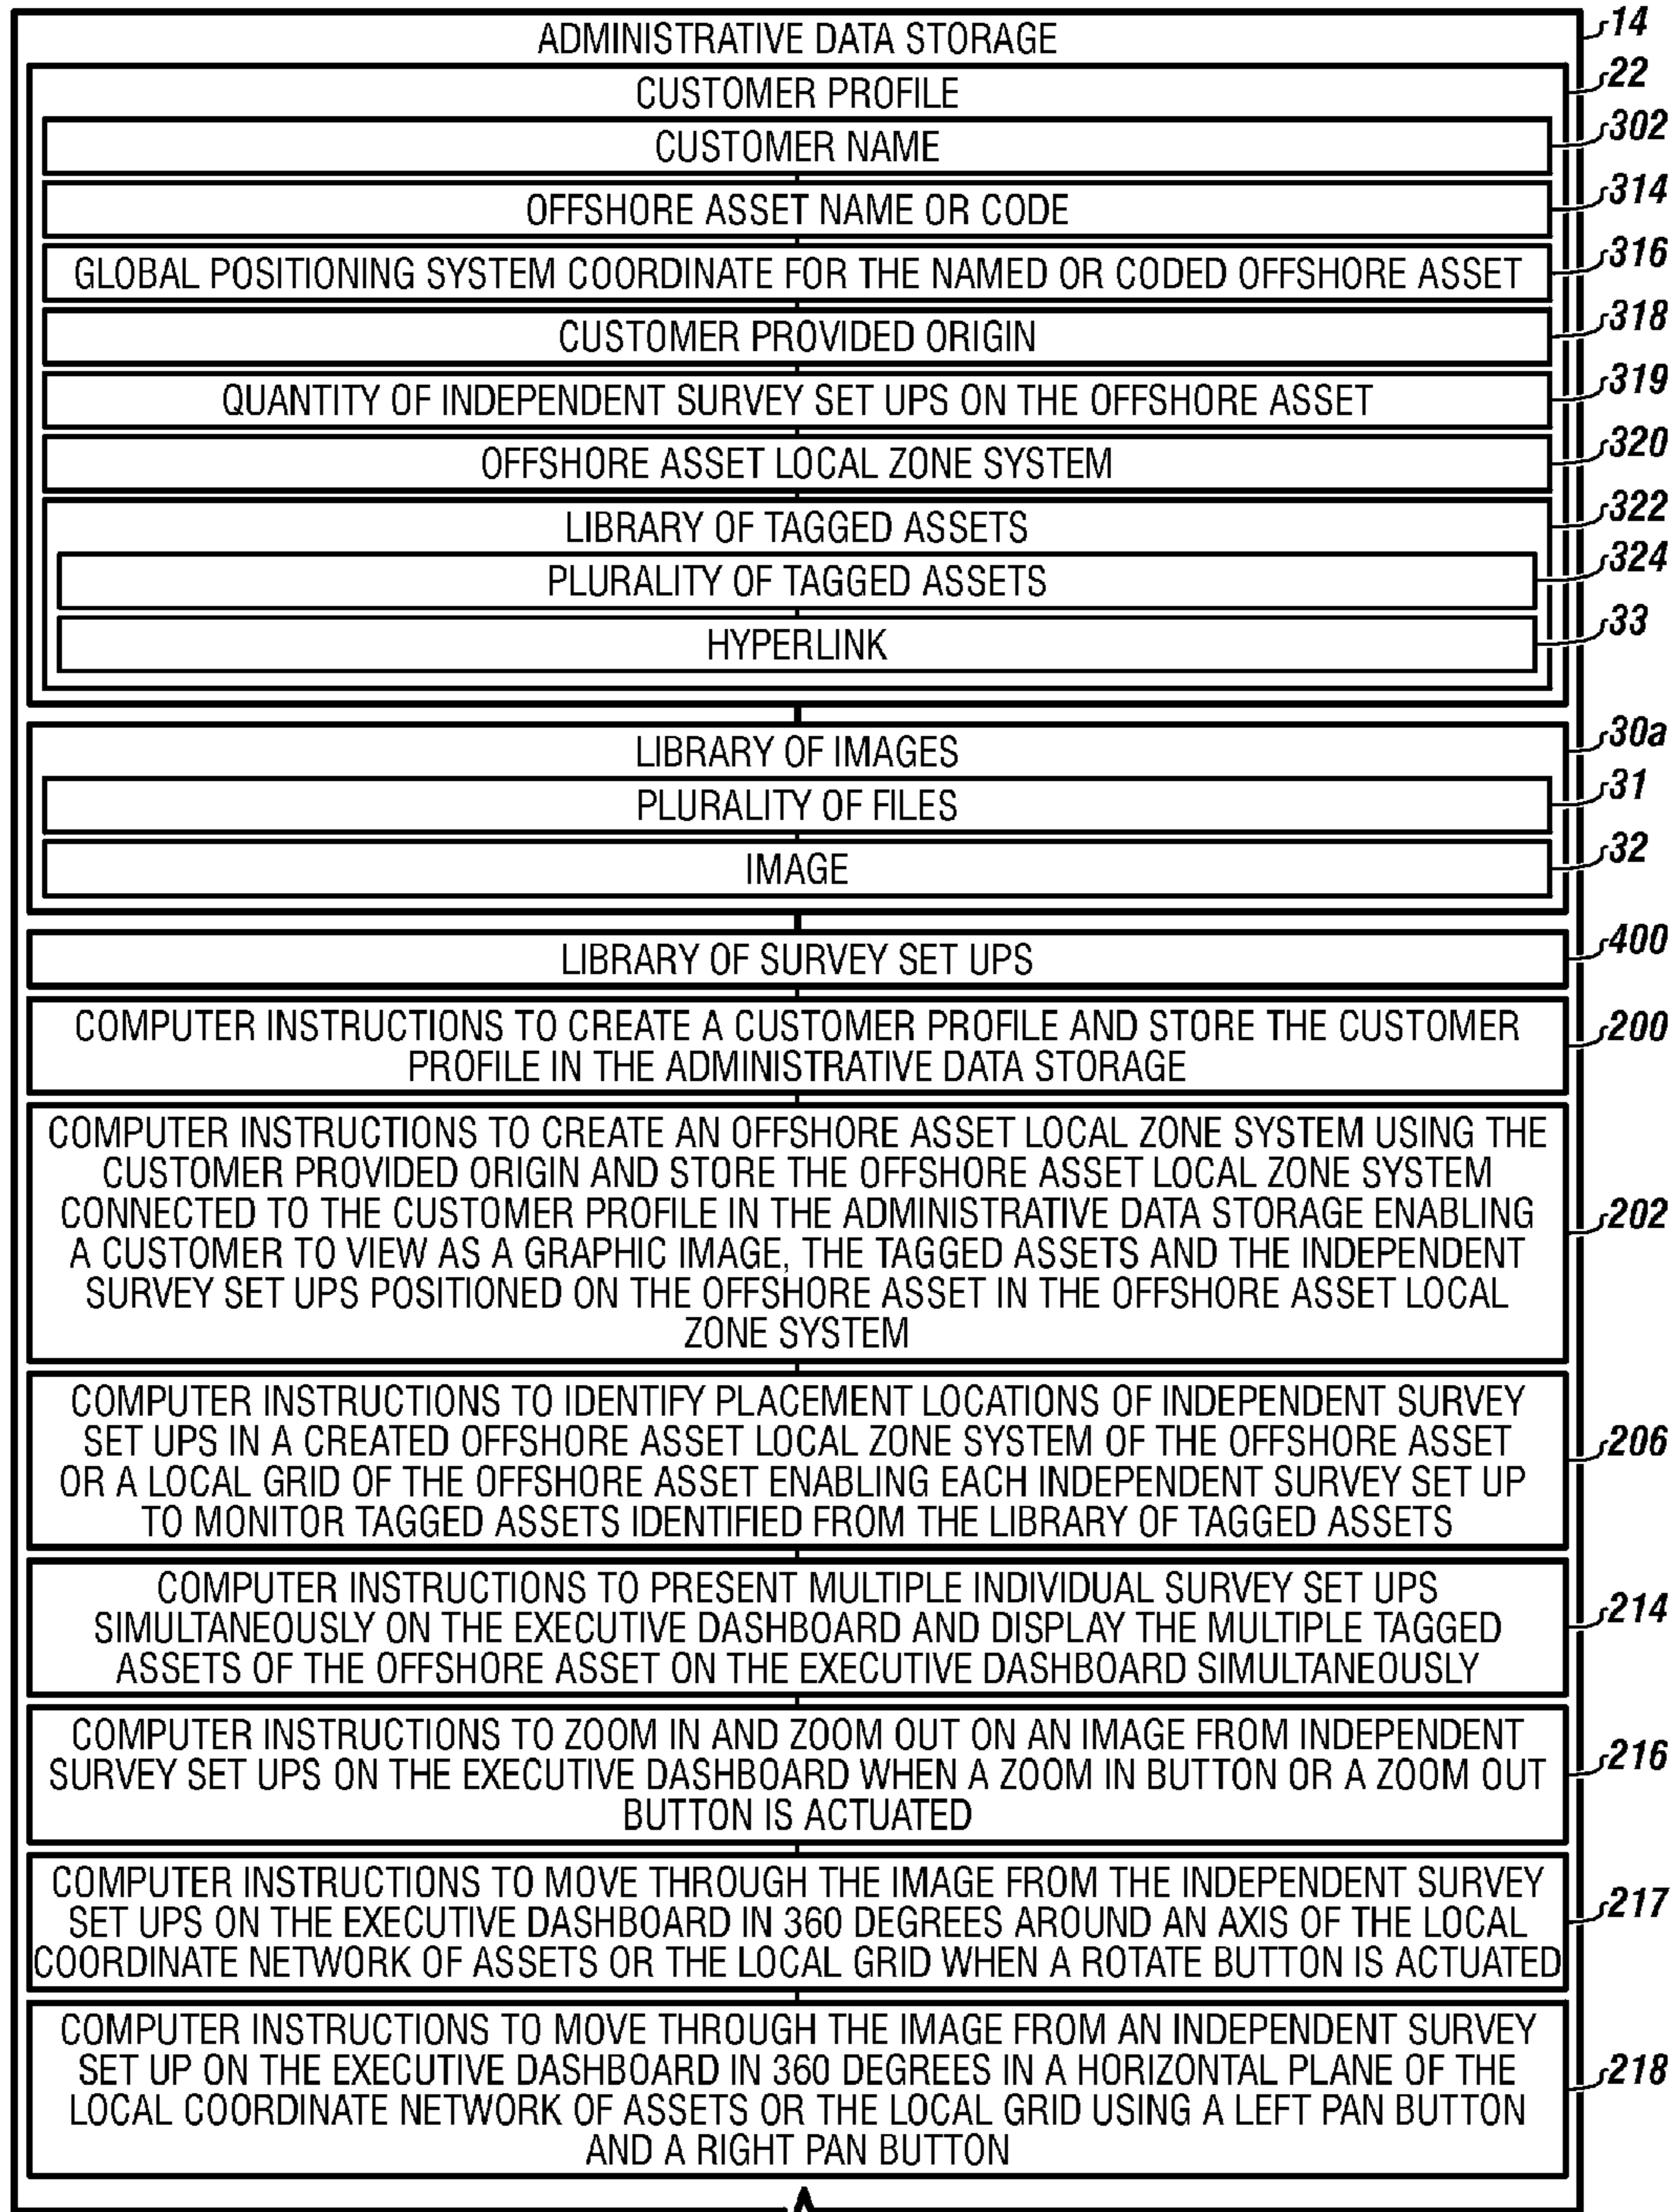 ADMINISTRATIVE DATA STORAGE
14
CUSTOMER PROFILE
22
CUSTOMER NAME
302
OFFSHORE ASSET NAME OR CODE
314
GLOBAL POSITIONING SYSTEM COORDINATE FOR THE NAMED OR CODED OFFSHORE ASSET
316
CUSTOMER PROVIDED ORIGIN
318
QUANTITY OF INDEPENDENT SURVEY SET UPS ON THE OFFSHORE ASSET
319
OFFSHORE ASSET LOCAL ZONE SYSTEM
320
LIBRARY OF TAGGED ASSETS
322
PLURALITY OF TAGGED ASSETS
324
HYPERLINK
33
LIBRARY OF IMAGES
30a
PLURALITY OF FILES
31
IMAGE
32
LIBRARY OF SURVEY SET UPS
400
COMPUTER INSTRUCTIONS TO CREATE A CUSTOMER PROFILE AND STORE THE CUSTOMER
PROFILE IN THE ADMINISTRATIVE DATA STORAGE
200
COMPUTER INSTRUCTIONS TO CREATE AN OFFSHORE ASSET LOCAL ZONE SYSTEM USING THE
CUSTOMER PROVIDED ORIGIN AND STORE THE OFFSHORE ASSET LOCAL ZONE SYSTEM
CONNECTED TO THE CUSTOMER PROFILE IN THE ADMINISTRATIVE DATA STORAGE ENABLING
A CUSTOMER TO VIEW AS A GRAPHIC IMAGE, THE TAGGED ASSETS AND THE INDEPENDENT
SURVEY SET UPS POSITIONED ON THE OFFSHORE ASSET IN THE OFFSHORE ASSET LOCAL
ZONE SYSTEM
202
COMPUTER INSTRUCTIONS TO IDENTIFY PLACEMENT LOCATIONS OF INDEPENDENT SURVEY
SET UPS IN A CREATED OFFSHORE ASSET LOCAL ZONE SYSTEM OF THE OFFSHORE ASSET
OR A LOCAL GRID OF THE OFFSHORE ASSET ENABLING EACH INDEPENDENT SURVEY SET UP
TO MONITOR TAGGED ASSETS IDENTIFIED FROM THE LIBRARY OF TAGGED ASSETS
206
COMPUTER INSTRUCTIONS TO PRESENT MULTIPLE INDIVIDUAL SURVEY SET UPS
SIMULTANEOUSLY ON THE EXECUTIVE DASHBOARD AND DISPLAY THE MULTIPLE TAGGED
ASSETS OF THE OFFSHORE ASSET ON THE EXECUTIVE DASHBOARD SIMULTANEOUSLY
214
COMPUTER INSTRUCTIONS TO ZOOM IN AND ZOOM OUT ON AN IMAGE FROM INDEPENDENT
SURVEY SET UPS ON THE EXECUTIVE DASHBOARD WHEN A ZOOM IN BUTTON OR A ZOOM OUT
BUTTON IS ACTUATED
216
COMPUTER INSTRUCTIONS TO MOVE THROUGH THE IMAGE FROM THE INDEPENDENT SURVEY
SET UPS ON THE EXECUTIVE DASHBOARD IN 360 DEGREES AROUND AN AXIS OF THE LOCAL
COORDINATE NETWORK OF ASSETS OR THE LOCAL GRID WHEN A ROTATE BUTTON IS ACTUATED
217
COMPUTER INSTRUCTIONS TO MOVE THROUGH THE IMAGE FROM AN INDEPENDENT SURVEY
SET UP ON THE EXECUTIVE DASHBOARD IN 360 DEGREES IN A HORIZONTAL PLANE OF THE
LOCAL COORDINATE NETWORK OF ASSETS OR THE LOCAL GRID USING A LEFT PAN BUTTON
AND A RIGHT PAN BUTTON
218